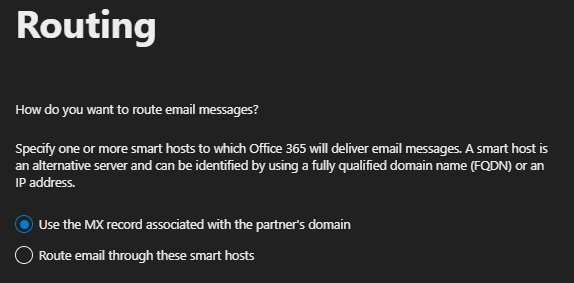 Routing
How do you want to route email messages?
Specify one or more smart hosts to which Office 365 will deliver email messages. A smart host is
an alternative server and can be identified by using a fully qualified domain name (FQDN) or an
IP address.
Use the MX record associated with the partner's domain
Route email through these smart hosts